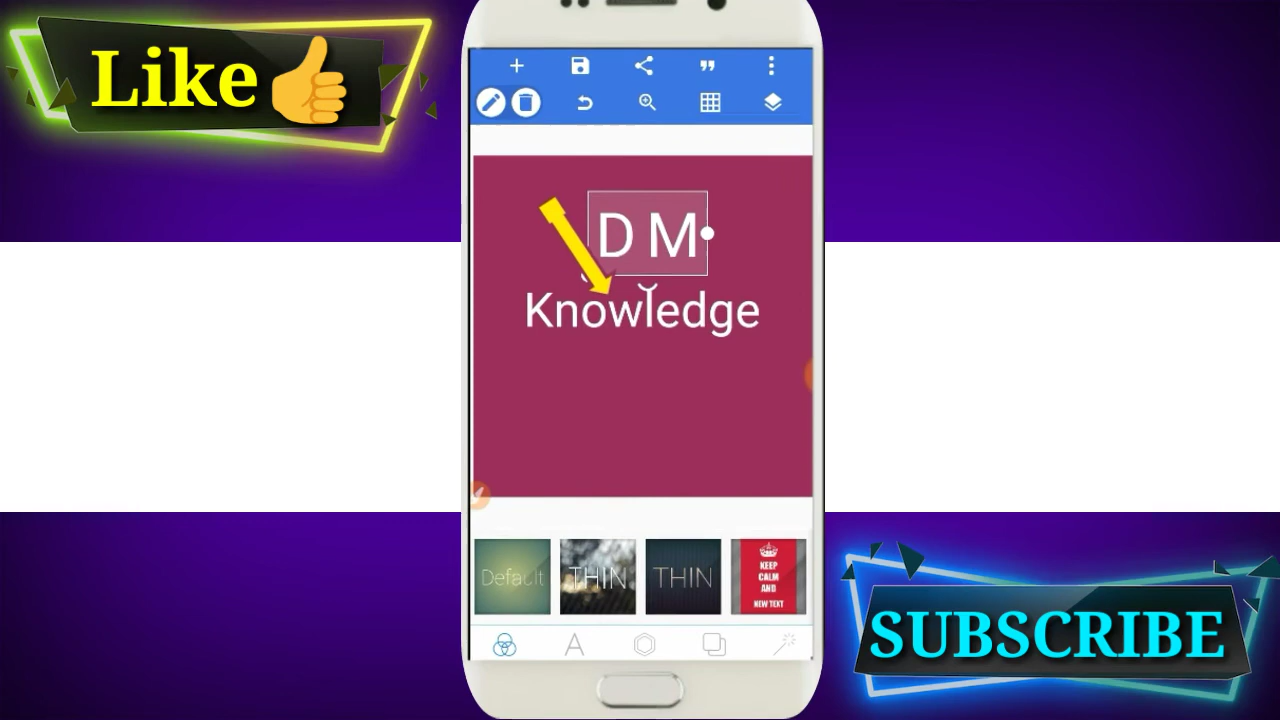 Like
D M
Knowledge
Default
THIN
THIN
KEEP
CALM
AND
NEW TEXT
SUBSCRIBE